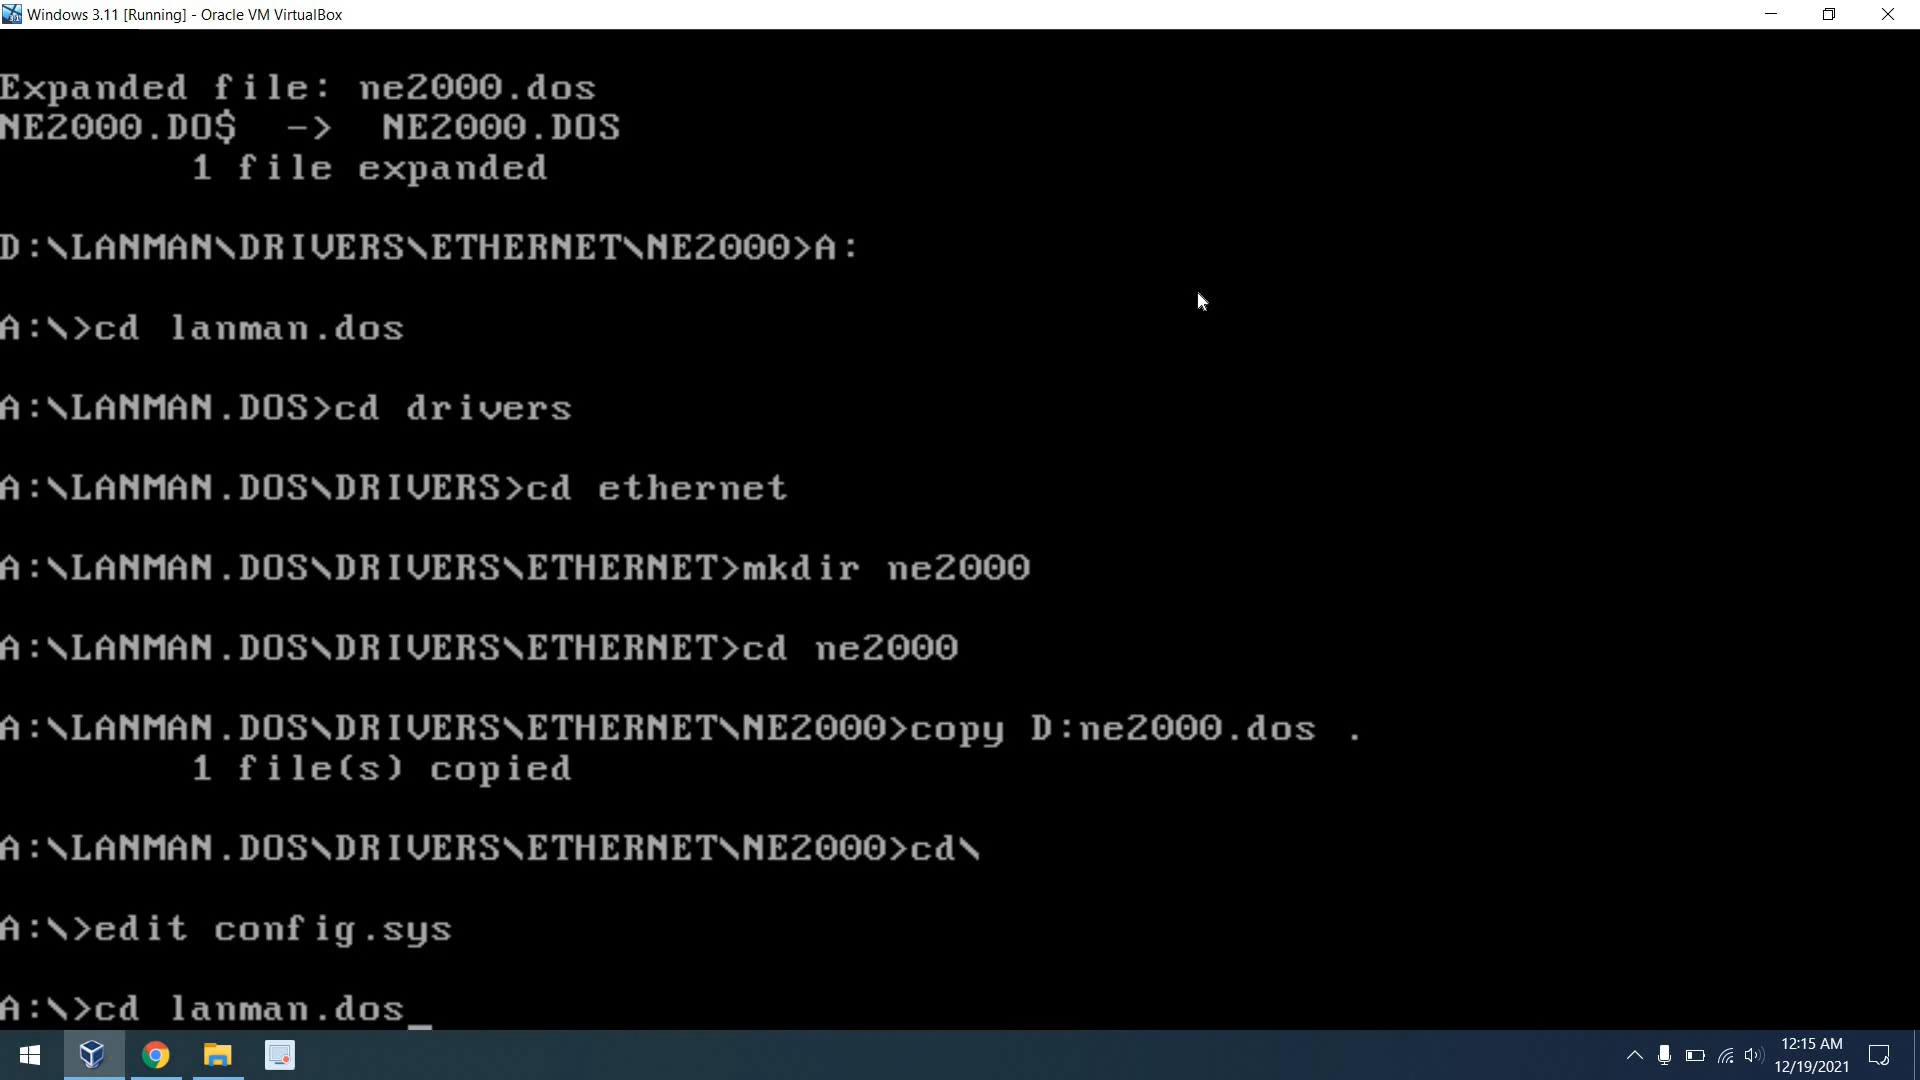 Windows 3.11 [Running] - Oracle VM VirtualBox
Expanded file: ne2000.dos
NE2000.DO$  ->  NE2000.DOS
        1 file expanded
D:\LANMAN\DRIVERS\ETHERNET\NE2000>A:
A:\>cd lanman.dos
A:\LANMAN.DOS>cd drivers
A:\LANMAN.DOS\DRIVERS>cd ethernet
A:\LANMAN.DOS\DRIVERS\ETHERNET>mkdir ne2000
A:\LANMAN.DOS\DRIVERS\ETHERNET>cd ne2000
A:\LANMAN.DOS\DRIVERS\ETHERNET\NE2000>copy D:ne2000.dos .
        1 file(s) copied
A:\LANMAN.DOS\DRIVERS\ETHERNET\NE2000>cd\
A:\>edit config.sys
A:\>cd lanman.dos_
12:15 AM
12/19/2021